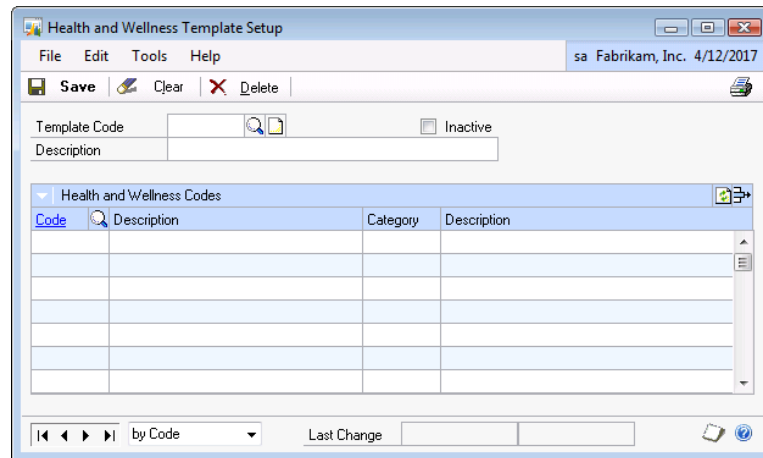 Health and Wellness Template Setup
File Edit Tools Help sa Fabrikam, Inc. 4/12/2017
Save Clear Delete
Template Code Inactive
Description
Health and Wellness Codes
Code Description Category Description
by Code Last Change